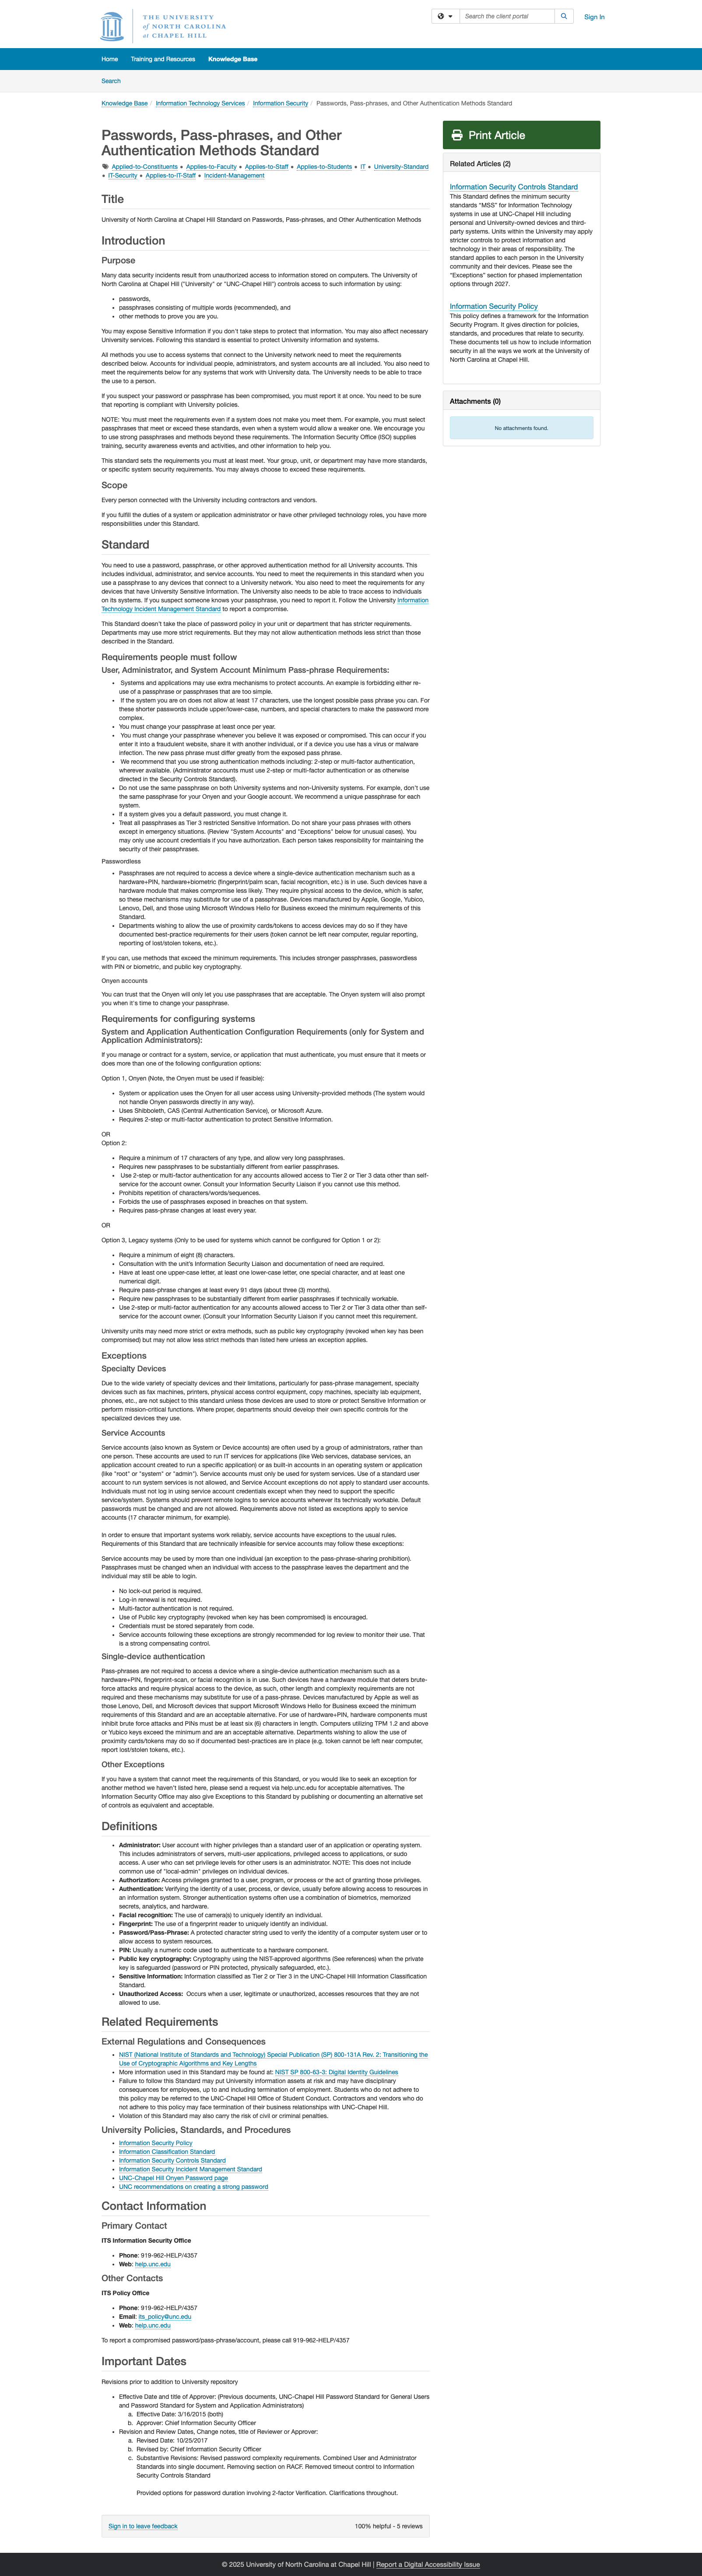 THE UNIVERSITY
of NORTH CAROLINA
at CHAPEL HILL
Search the client portal
Sign In
Home Training and Resources Knowledge Base
Search
Knowledge Base / Information Technology Services / Information Security / Passwords, Pass-phrases, and Other Authentication Methods Standard
Passwords, Pass-phrases, and Other
Authentication Methods Standard
Applied-to-Constituents • Applies-to-Faculty • Applies-to-Staff • Applies-to-Students • IT • University-Standard
• IT-Security • Applies-to-IT-Staff • Incident-Management
Title
University of North Carolina at Chapel Hill Standard on Passwords, Pass-phrases, and Other Authentication Methods
Introduction
Purpose
Many data security incidents result from unauthorized access to information stored on computers. The University of
North Carolina at Chapel Hill ("University" or "UNC-Chapel Hill") controls access to such information by using:
• passwords,
• passphrases consisting of multiple words (recommended), and
• other methods to prove you are you.
You may expose Sensitive Information if you don't take steps to protect that information. You may also affect necessary
University services. Following this standard is essential to protect University information and systems.
All methods you use to access systems that connect to the University network need to meet the requirements
described below. Accounts for individual people, administrators, and system accounts are all included. You also need to
meet the requirements below for any systems that work with University data. The University needs to be able to trace
the use to a person.
If you suspect your password or passphrase has been compromised, you must report it at once. You need to be sure
that reporting is compliant with University policies.
NOTE: You must meet the requirements even if a system does not make you meet them. For example, you must select
passphrases that meet or exceed these standards, even when a system would allow a weaker one. We encourage you
to use strong passphrases and methods beyond these requirements. The Information Security Office (ISO) supplies
training, security awareness events and activities, and other information to help you.
This standard sets the requirements you must at least meet. Your group, unit, or department may have more standards,
or specific system security requirements. You may always choose to exceed these requirements.
Scope
Every person connected with the University including contractors and vendors.
If you fulfill the duties of a system or application administrator or have other privileged technology roles, you have more
responsibilities under this Standard.
Standard
You need to use a password, passphrase, or other approved authentication method for all University accounts. This
includes individual, administrator, and service accounts. You need to meet the requirements in this standard when you
use a passphrase to any devices that connect to a University network. You also need to meet the requirements for any
devices that have University Sensitive Information. The University also needs to be able to trace access to individuals
on its systems. If you suspect someone knows your passphrase, you need to report it. Follow the University Information
Technology Incident Management Standard to report a compromise.
This Standard doesn't take the place of password policy in your unit or department that has stricter requirements.
Departments may use more strict requirements. But they may not allow authentication methods less strict than those
described in the Standard.
Requirements people must follow
User, Administrator, and System Account Minimum Pass-phrase Requirements:
• Systems and applications may use extra mechanisms to protect accounts. An example is forbidding either re-
use of a passphrase or passphrases that are too simple.
• If the system you are on does not allow at least 17 characters, use the longest possible pass phrase you can. For
these shorter passwords include upper/lower-case, numbers, and special characters to make the password more
complex.
• You must change your passphrase at least once per year.
• You must change your passphrase whenever you believe it was exposed or compromised. This can occur if you
enter it into a fraudulent website, share it with another individual, or if a device you use has a virus or malware
infection. The new pass phrase must differ greatly from the exposed pass phrase.
• We recommend that you use strong authentication methods including: 2-step or multi-factor authentication,
wherever available. (Administrator accounts must use 2-step or multi-factor authentication or as otherwise
directed in the Security Controls Standard).
• Do not use the same passphrase on both University systems and non-University systems. For example, don't use
the same passphrase for your Onyen and your Google account. We recommend a unique passphrase for each
system.
• If a system gives you a default password, you must change it.
• Treat all passphrases as Tier 3 restricted Sensitive Information. Do not share your pass phrases with others
except in emergency situations. (Review "System Accounts" and "Exceptions" below for unusual cases). You
may only use account credentials if you have authorization. Each person takes responsibility for maintaining the
security of their passphrases.
Passwordless
• Passphrases are not required to access a device where a single-device authentication mechanism such as a
hardware+PIN, hardware+biometric (fingerprint/palm scan, facial recognition, etc.) is in use. Such devices have a
hardware module that makes compromise less likely. They require physical access to the device, which is safer,
so these mechanisms may substitute for use of a passphrase. Devices manufactured by Apple, Google, Yubico,
Lenovo, Dell, and those using Microsoft Windows Hello for Business exceed the minimum requirements of this
Standard.
• Departments wishing to allow the use of proximity cards/tokens to access devices may do so if they have
documented best-practice requirements for their users (token cannot be left near computer, regular reporting,
reporting of lost/stolen tokens, etc.).
If you can, use methods that exceed the minimum requirements. This includes stronger passphrases, passwordless
with PIN or biometric, and public key cryptography.
Onyen accounts
You can trust that the Onyen will only let you use passphrases that are acceptable. The Onyen system will also prompt
you when it's time to change your passphrase.
Requirements for configuring systems
System and Application Authentication Configuration Requirements (only for System and
Application Administrators):
If you manage or contract for a system, service, or application that must authenticate, you must ensure that it meets or
does more than one of the following configuration options:
Option 1, Onyen (Note, the Onyen must be used if feasible):
• System or application uses the Onyen for all user access using University-provided methods (The system would
not handle Onyen passwords directly in any way).
• Uses Shibboleth, CAS (Central Authentication Service), or Microsoft Azure.
• Requires 2-step or multi-factor authentication to protect Sensitive Information.
OR
Option 2:
• Require a minimum of 17 characters of any type, and allow very long passphrases.
• Requires new passphrases to be substantially different from earlier passphrases.
• Use 2-step or multi-factor authentication for any accounts allowed access to Tier 2 or Tier 3 data other than self-
service for the account owner. Consult your Information Security Liaison if you cannot use this method.
• Prohibits repetition of characters/words/sequences.
• Forbids the use of passphrases exposed in breaches on that system.
• Requires pass-phrase changes at least every year.
OR
Option 3, Legacy systems (Only to be used for systems which cannot be configured for Option 1 or 2):
• Require a minimum of eight (8) characters.
• Consultation with the unit's Information Security Liaison and documentation of need are required.
• Have at least one upper-case letter, at least one lower-case letter, one special character, and at least one
numerical digit.
• Require pass-phrase changes at least every 91 days (about three (3) months).
• Require new passphrases to be substantially different from earlier passphrases if technically workable.
• Use 2-step or multi-factor authentication for any accounts allowed access to Tier 2 or Tier 3 data other than self-
service for the account owner. (Consult your Information Security Liaison if you cannot meet this requirement.
University units may need more strict or extra methods, such as public key cryptography (revoked when key has been
compromised) but may not allow less strict methods than listed here unless an exception applies.
Exceptions
Specialty Devices
Due to the wide variety of specialty devices and their limitations, particularly for pass-phrase management, specialty
devices such as fax machines, printers, physical access control equipment, copy machines, specialty lab equipment,
phones, etc., are not subject to this standard unless those devices are used to store or protect Sensitive Information or
perform mission-critical functions. Where proper, departments should develop their own specific controls for the
specialized devices they use.
Service Accounts
Service accounts (also known as System or Device accounts) are often used by a group of administrators, rather than
one person. These accounts are used to run IT services for applications (like Web services, database services, an
application account created to run a specific application) or as built-in accounts in an operating system or application
(like "root" or "system" or "admin"). Service accounts must only be used for system services. Use of a standard user
account to run system services is not allowed, and Service Account exceptions do not apply to standard user accounts.
Individuals must not log in using service account credentials except when they need to support the specific
service/system. Systems should prevent remote logins to service accounts wherever its technically workable. Default
passwords must be changed and are not allowed. Requirements above not listed as exceptions apply to service
accounts (17 character minimum, for example).
In order to ensure that important systems work reliably, service accounts have exceptions to the usual rules.
Requirements of this Standard that are technically infeasible for service accounts may follow these exceptions:
Service accounts may be used by more than one individual (an exception to the pass-phrase-sharing prohibition).
Passphrases must be changed when an individual with access to the passphrase leaves the department and the
individual may still be able to login.
• No lock-out period is required.
• Log-in renewal is not required.
• Multi-factor authentication is not required.
• Use of Public key cryptography (revoked when key has been compromised) is encouraged.
• Credentials must be stored separately from code.
• Service accounts following these exceptions are strongly recommended for log review to monitor their use. That
is a strong compensating control.
Single-device authentication
Pass-phrases are not required to access a device where a single-device authentication mechanism such as a
hardware+PIN, fingerprint-scan, or facial recognition is in use. Such devices have a hardware module that deters brute-
force attacks and require physical access to the device, as such, other length and complexity requirements are not
required and these mechanisms may substitute for use of a pass-phrase. Devices manufactured by Apple as well as
those Lenovo, Dell, and Microsoft devices that support Microsoft Windows Hello for Business exceed the minimum
requirements of this Standard and are an acceptable alternative. For use of hardware+PIN, hardware components must
inhibit brute force attacks and PINs must be at least six (6) characters in length. Computers utilizing TPM 1.2 and above
or Yubico keys exceed the minimum and are an acceptable alternative. Departments wishing to allow the use of
proximity cards/tokens may do so if documented best-practices are in place (e.g. token cannot be left near computer,
report lost/stolen tokens, etc.).
Other Exceptions
If you have a system that cannot meet the requirements of this Standard, or you would like to seek an exception for
another method we haven't listed here, please send a request via help.unc.edu for acceptable alternatives. The
Information Security Office may also give Exceptions to this Standard by publishing or documenting an alternative set
of controls as equivalent and acceptable.
Definitions
• Administrator: User account with higher privileges than a standard user of an application or operating system.
This includes administrators of servers, multi-user applications, privileged access to applications, or sudo
access. A user who can set privilege levels for other users is an administrator. NOTE: This does not include
common use of "local-admin" privileges on individual devices.
• Authorization: Access privileges granted to a user, program, or process or the act of granting those privileges.
• Authentication: Verifying the identity of a user, process, or device, usually before allowing access to resources in
an information system. Stronger authentication systems often use a combination of biometrics, memorized
secrets, analytics, and hardware.
• Facial recognition: The use of camera(s) to uniquely identify an individual.
• Fingerprint: The use of a fingerprint reader to uniquely identify an individual.
• Password/Pass-Phrase: A protected character string used to verify the identity of a computer system user or to
allow access to system resources.
• PIN: Usually a numeric code used to authenticate to a hardware component.
• Public key cryptography: Cryptography using the NIST-approved algorithms (See references) when the private
key is safeguarded (password or PIN protected, physically safeguarded, etc.).
• Sensitive Information: Information classified as Tier 2 or Tier 3 in the UNC-Chapel Hill Information Classification
Standard.
• Unauthorized Access: Occurs when a user, legitimate or unauthorized, accesses resources that they are not
allowed to use.
Related Requirements
External Regulations and Consequences
• NIST (National Institute of Standards and Technology) Special Publication (SP) 800-131A Rev. 2: Transitioning the
Use of Cryptographic Algorithms and Key Lengths
• More information used in this Standard may be found at: NIST SP 800-63-3: Digital Identity Guidelines
• Failure to follow this Standard may put University information assets at risk and may have disciplinary
consequences for employees, up to and including termination of employment. Students who do not adhere to
this policy may be referred to the UNC-Chapel Hill Office of Student Conduct. Contractors and vendors who do
not adhere to this policy may face termination of their business relationships with UNC-Chapel Hill.
• Violation of this Standard may also carry the risk of civil or criminal penalties.
University Policies, Standards, and Procedures
• Information Security Policy
• Information Classification Standard
• Information Security Controls Standard
• Information Security Incident Management Standard
• UNC-Chapel Hill Onyen Password page
• UNC recommendations on creating a strong password
Contact Information
Primary Contact
ITS Information Security Office
• Phone: 919-962-HELP/4357
• Web: help.unc.edu
Other Contacts
ITS Policy Office
• Phone: 919-962-HELP/4357
• Email: its_policy@unc.edu
• Web: help.unc.edu
To report a compromised password/pass-phrase/account, please call 919-962-HELP/4357
Important Dates
Revisions prior to addition to University repository
• Effective Date and title of Approver: (Previous documents, UNC-Chapel Hill Password Standard for General Users
and Password Standard for System and Application Administrators)
a. Effective Date: 3/16/2015 (both)
b. Approver: Chief Information Security Officer
• Revision and Review Dates, Change notes, title of Reviewer or Approver:
a. Revised Date: 10/25/2017
b. Revised by: Chief Information Security Officer
c. Substantive Revisions: Revised password complexity requirements. Combined User and Administrator
Standards into single document. Removing section on RACF. Removed timeout control to Information
Security Controls Standard
Provided options for password duration involving 2-factor Verification. Clarifications throughout.
Sign in to leave feedback
100% helpful - 5 reviews
Print Article
Related Articles (2)
Information Security Controls Standard
This Standard defines the minimum security
standards "MSS" for Information Technology
systems in use at UNC-Chapel Hill including
personal and University-owned devices and third-
party systems. Units within the University may apply
stricter controls to protect information and
technology in their areas of responsibility. The
standard applies to each person in the University
community and their devices. Please see the
"Exceptions" section for phased implementation
options through 2027.
Information Security Policy
This policy defines a framework for the Information
Security Program. It gives direction for policies,
standards, and procedures that relate to security.
These documents tell us how to include information
security in all the ways we work at the University of
North Carolina at Chapel Hill.
Attachments (0)
No attachments found.
© 2025 University of North Carolina at Chapel Hill | Report a Digital Accessibility Issue